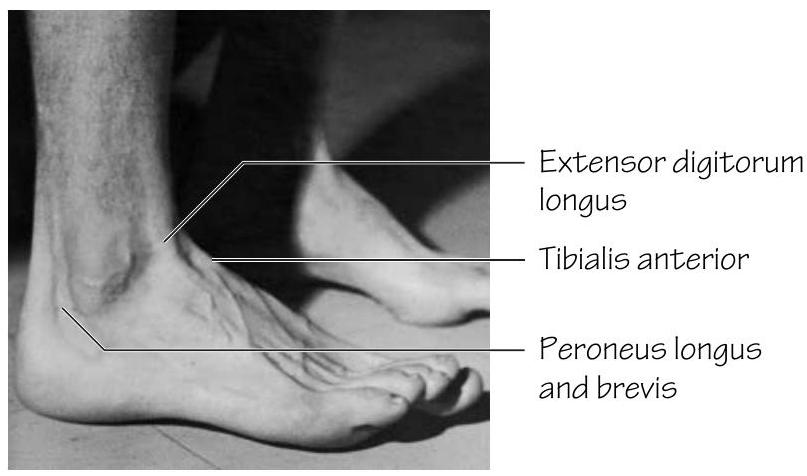 Extensor digitorum
longus
Tibialis anterior
Peroneus longus
and brevis